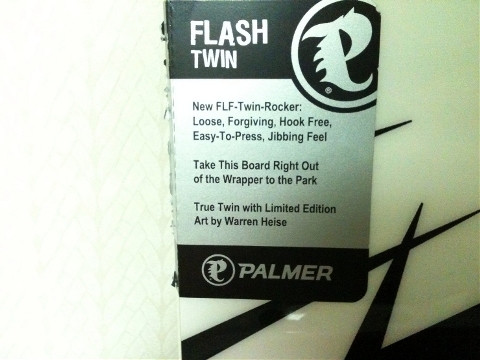 FLASH
TWIN
P
®
New FLF-Twin-Rocker:
Loose, Forgiving, Hook Free,
Easy-To-Press, Jibbing Feel
Take This Board Right Out
of the Wrapper to the Park
True Twin with Limited Edition
Art by Warren Heise
P PALMER